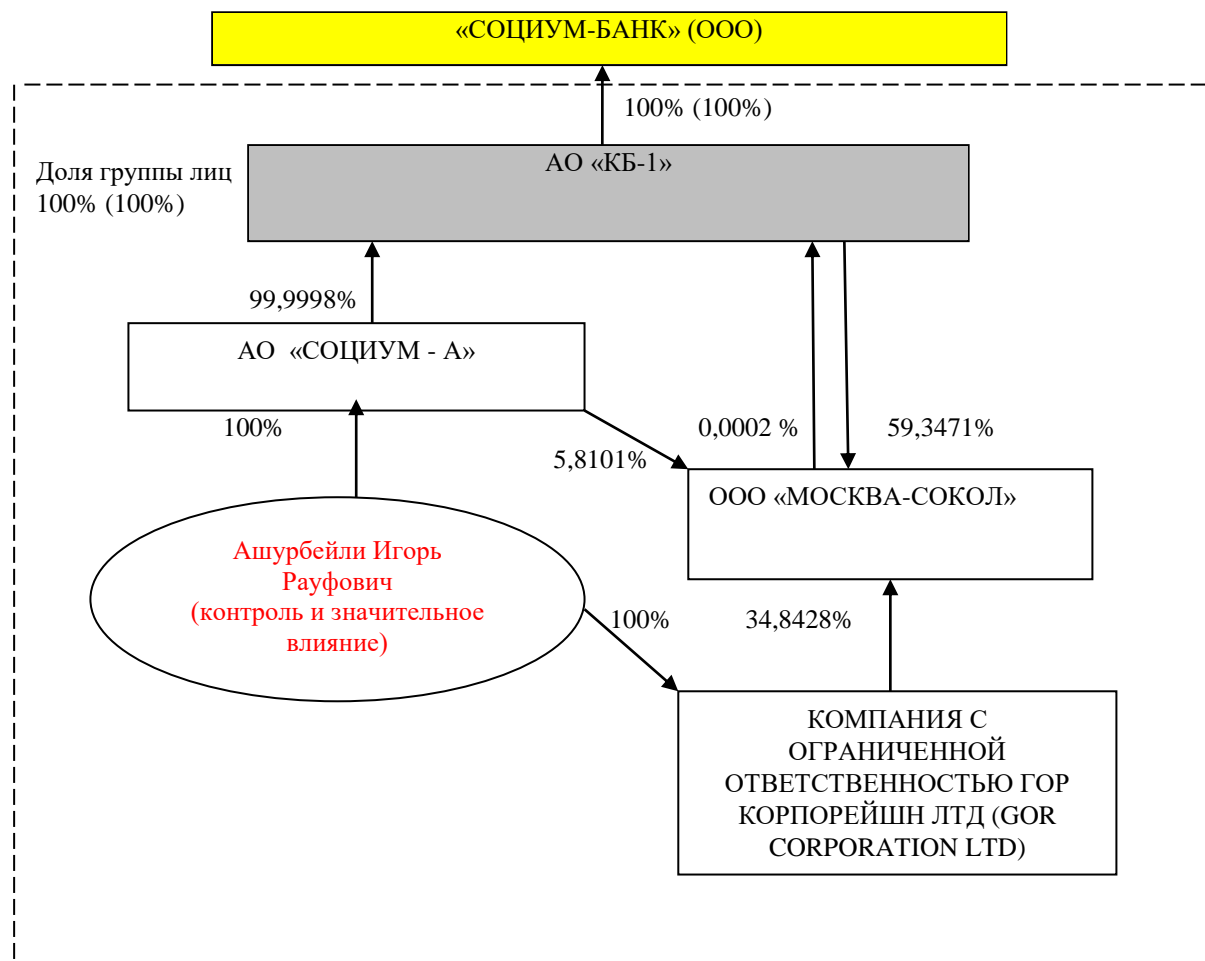 «СОЦИУМ-БАНК» (ООО)
100% (100%)
АО «КБ-1»
Доля группы лиц
100% (100%)
99,9998%
АО «СОЦИУМ - А»
100%
5,8101%
0,0002 %
59,3471%
ООО «МОСКВА-СОКОЛ»
Ашурбейли Игорь
Рауфович
(контроль и значительное
влияние)
100%
34,8428%
КОМПАНИЯ С
ОГРАНИЧЕННОЙ
ОТВЕТСТВЕННОСТЬЮ ГОР
КОРПОРЕЙШН ЛТД (GOR
CORPORATION LTD)